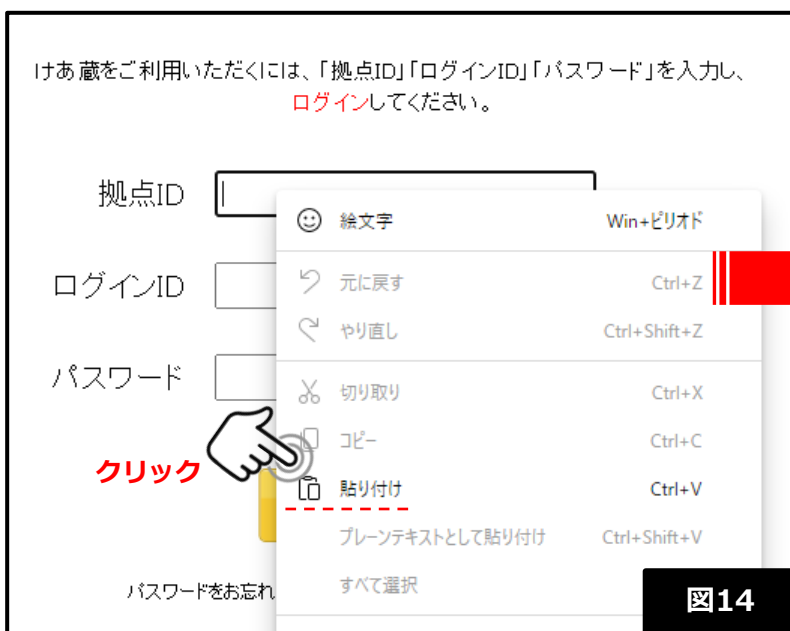 けあ蔵をご利用いただくには、「拠点ID」「ログインID」「パスワード」を入力し、
ログインしてください。
拠点ID
絵文字 Win+ピリオド
元に戻す Ctrl+Z
ログインID
やり直し Ctrl+Shift+Z
パスワード
切り取り Ctrl+X
コピー Ctrl+C
クリック
貼り付け Ctrl+V
プレーンテキストとして貼り付け Ctrl+Shift+V
すべて選択
パスワードをお忘れ
図14